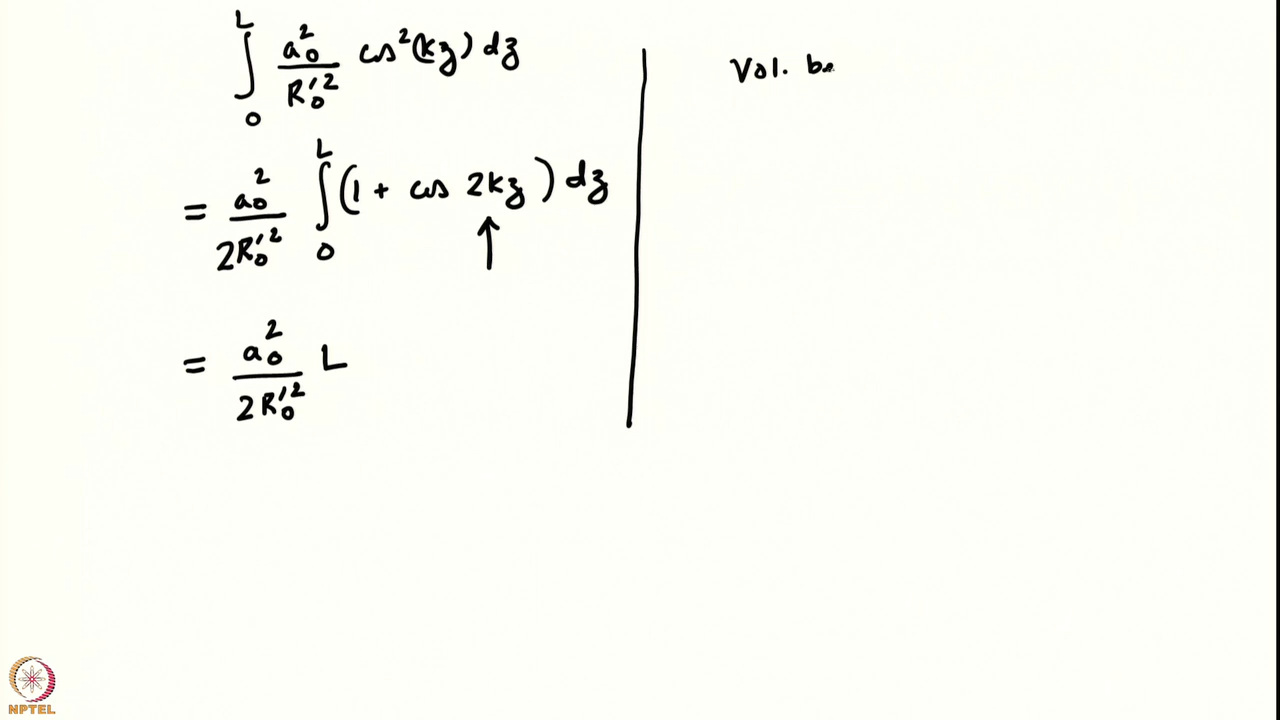 ∫₀ᴸ a₀²/R₀′² cos²(kz) dz
= a₀²/2R₀′² ∫₀ᴸ (1 + cos 2kz) dz
↑
= a₀²/2R₀′² L
Vol. be
NPTEL